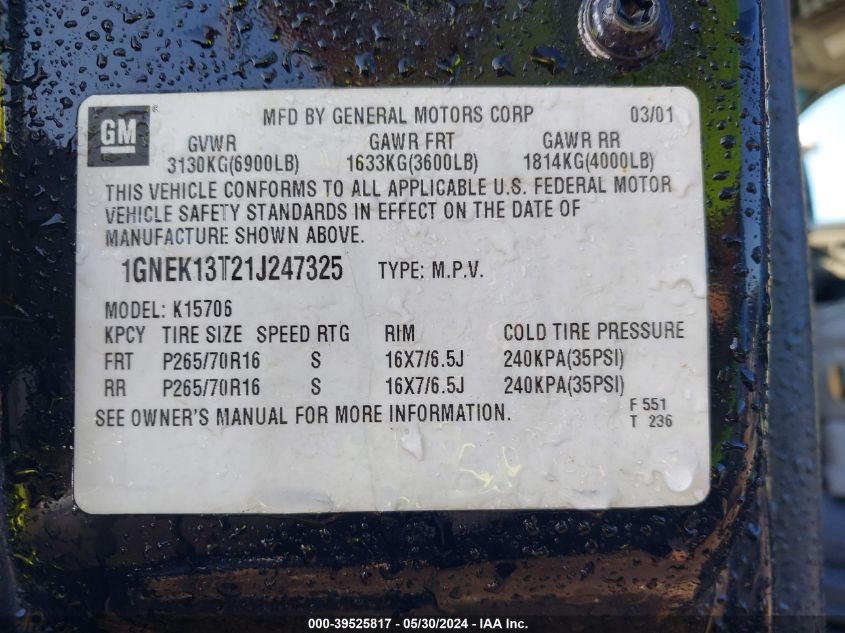 GM® MFD BY GENERAL MOTORS CORP 03/01
GVWR GAWR FRT GAWR RR
3130KG(6900LB) 1633KG(3600LB) 1814KG(4000LB)
THIS VEHICLE CONFORMS TO ALL APPLICABLE U.S. FEDERAL MOTOR
VEHICLE SAFETY STANDARDS IN EFFECT ON THE DATE OF
MANUFACTURE SHOWN ABOVE.
1GNEK13T21J247325 TYPE: M.P.V.
MODEL: K15706
KPCY TIRE SIZE SPEED RTG RIM COLD TIRE PRESSURE
FRT P265/70R16 S 16X7/6.5J 240KPA(35PSI)
RR P265/70R16 S 16X7/6.5J 240KPA(35PSI)
SEE OWNER'S MANUAL FOR MORE INFORMATION.
F 551
T 236
000-39525817 - 05/30/2024 - IAA Inc.